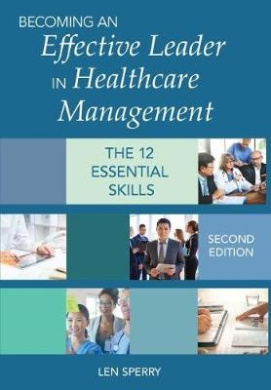 BECOMING AN
Effective Leader
IN Healthcare
Management
THE 12
ESSENTIAL
SKILLS
SECOND
EDITION
LEN SPERRY